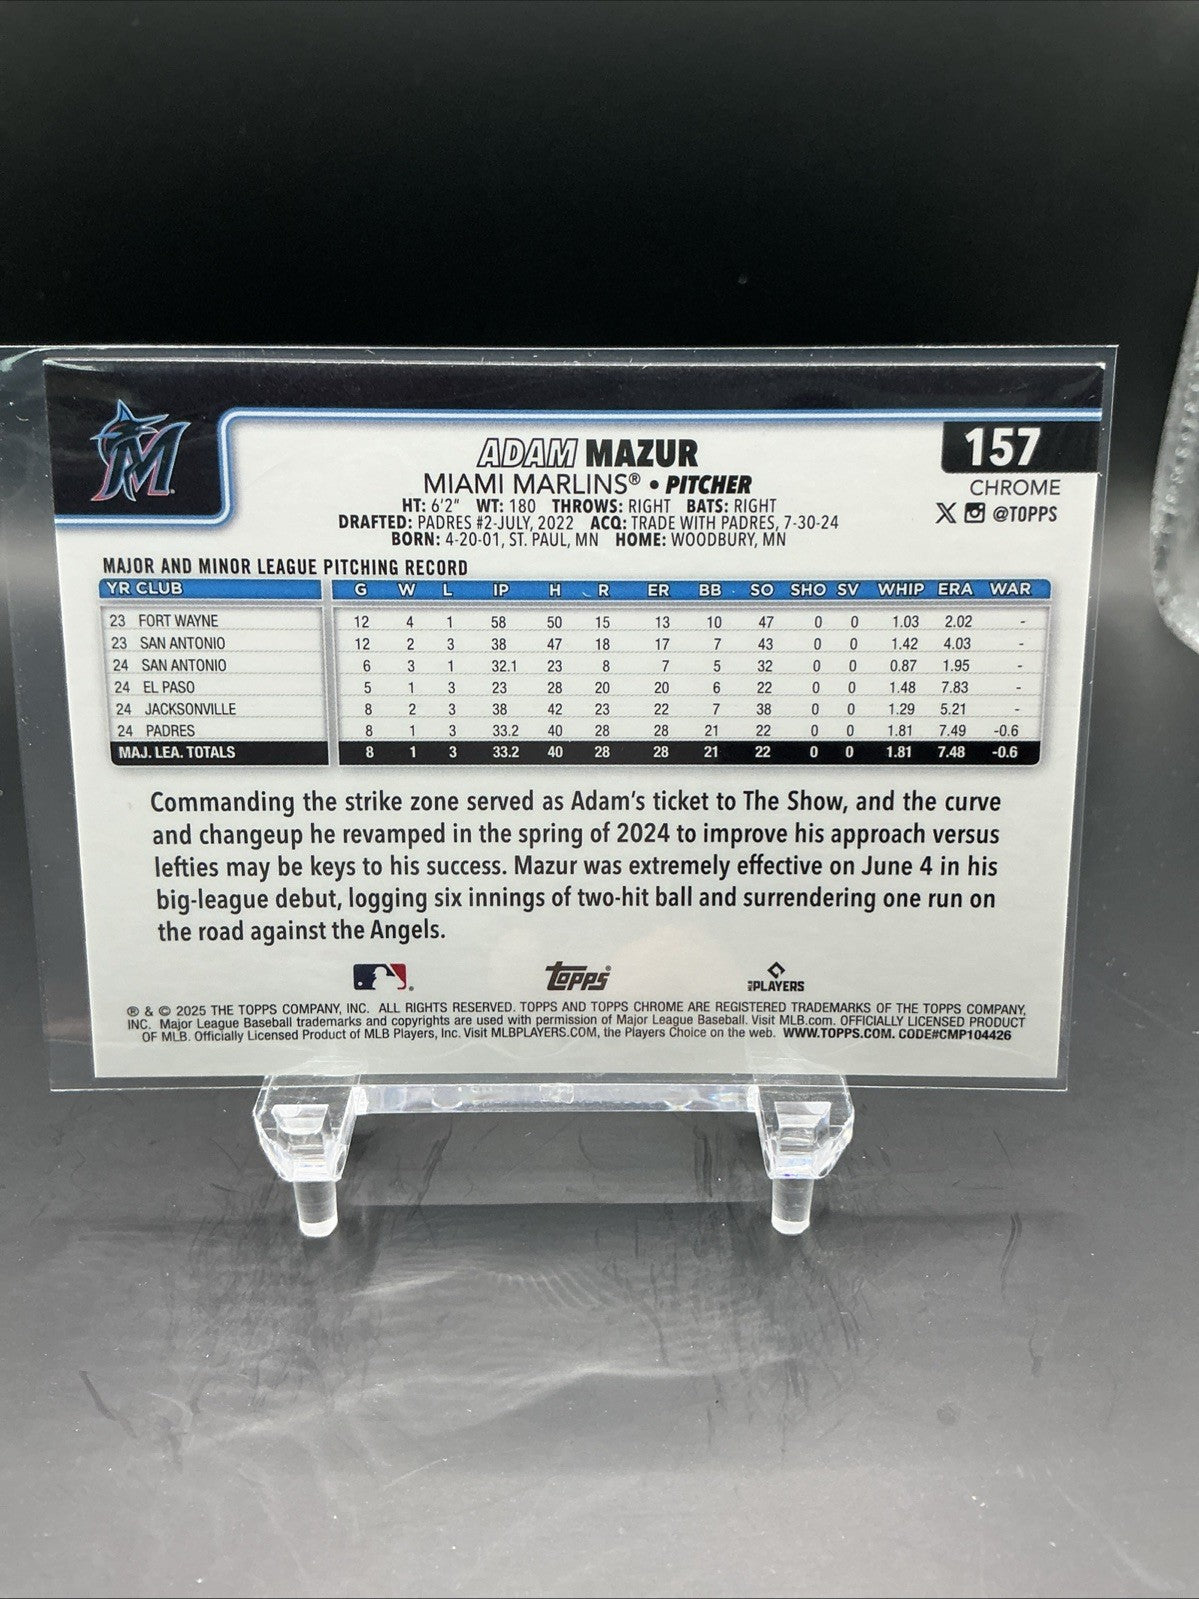 M
ADAM MAZUR
157
MIAMI MARLINS® • PITCHER
CHROME
HT: 6'2" WT: 180 THROWS: RIGHT BATS: RIGHT
@TOPPS
DRAFTED: PADRES #2-JULY, 2022 ACQ: TRADE WITH PADRES, 7-30-24
BORN: 4-20-01, ST. PAUL, MN HOME: WOODBURY, MN
MAJOR AND MINOR LEAGUE PITCHING RECORD
YR CLUB G W L IP H R ER BB SO SHO SV WHIP ERA WAR
23 FORT WAYNE 12 4 1 58 50 15 13 10 47 0 0 1.03 2.02 -
23 SAN ANTONIO 12 2 3 38 47 18 17 7 43 0 0 1.42 4.03 -
24 SAN ANTONIO 6 3 1 32.1 23 8 7 5 32 0 0 0.87 1.95 -
24 EL PASO 5 1 3 23 28 20 20 6 22 0 0 1.48 7.83 -
24 JACKSONVILLE 8 2 3 38 42 23 22 7 38 0 0 1.29 5.21 -
24 PADRES 8 1 3 33.2 40 28 28 21 22 0 0 1.81 7.49 -0.6
MAJ. LEA. TOTALS 8 1 3 33.2 40 28 28 21 22 0 0 1.81 7.48 -0.6
Commanding the strike zone served as Adam's ticket to The Show, and the curve
and changeup he revamped in the spring of 2024 to improve his approach versus
lefties may be keys to his success. Mazur was extremely effective on June 4 in his
big-league debut, logging six innings of two-hit ball and surrendering one run on
the road against the Angels.
TOPPS
PLAYERS
® & © 2025 THE TOPPS COMPANY, INC. ALL RIGHTS RESERVED. TOPPS AND TOPPS CHROME ARE REGISTERED TRADEMARKS OF THE TOPPS COMPANY,
INC. Major League Baseball trademarks and copyrights are used with permission of Major League Baseball. Visit MLB.com. OFFICIALLY LICENSED PRODUCT
OF MLB. Officially Licensed Product of MLB Players, Inc. Visit MLBPLAYERS.COM, the Players Choice on the web. WWW.TOPPS.COM. CODE#CMP104426